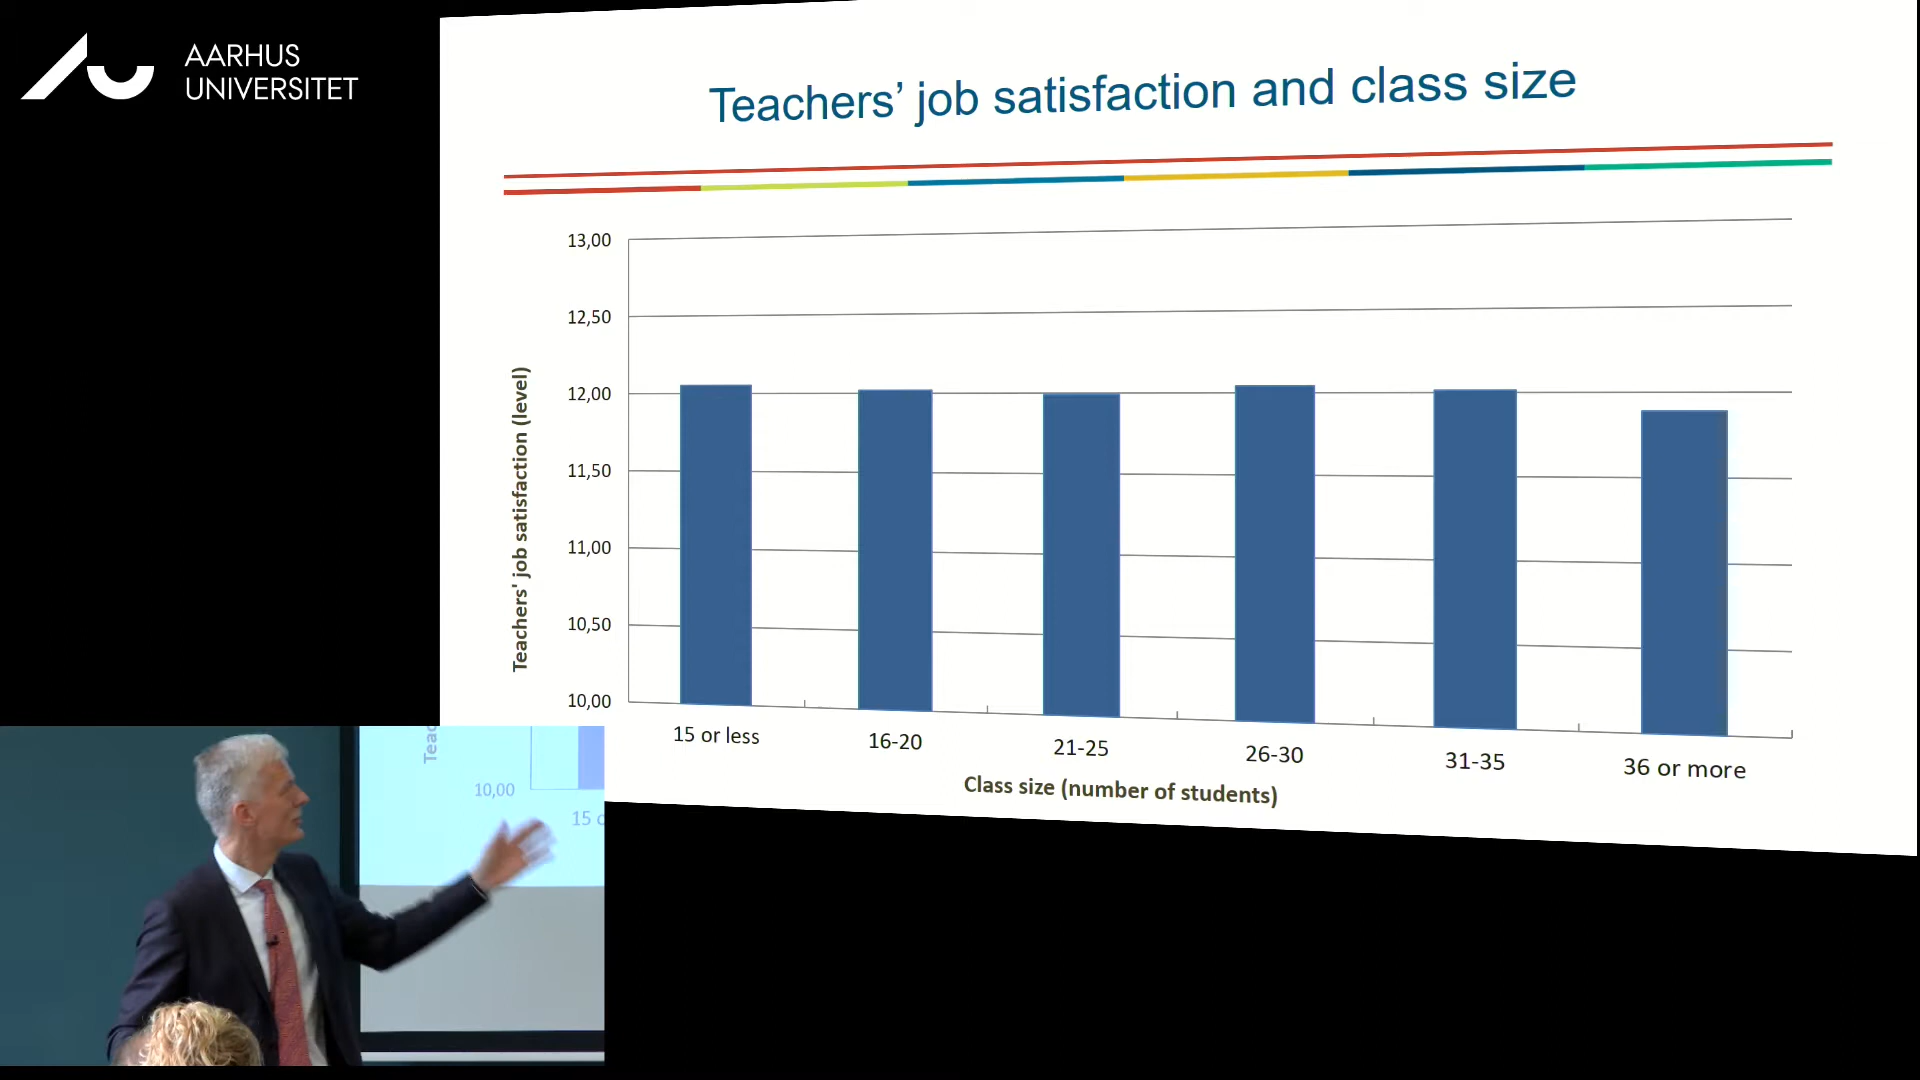 AARHUS
UNIVERSITET
Teachers’ job satisfaction and class size
13,00
12,50
12,00
11,50
11,00
10,50
10,00
Teachers' job satisfaction (level)
15 or less
16-20
21-25
26-30
31-35
36 or more
Class size (number of students)
Teac
10,00
15 o